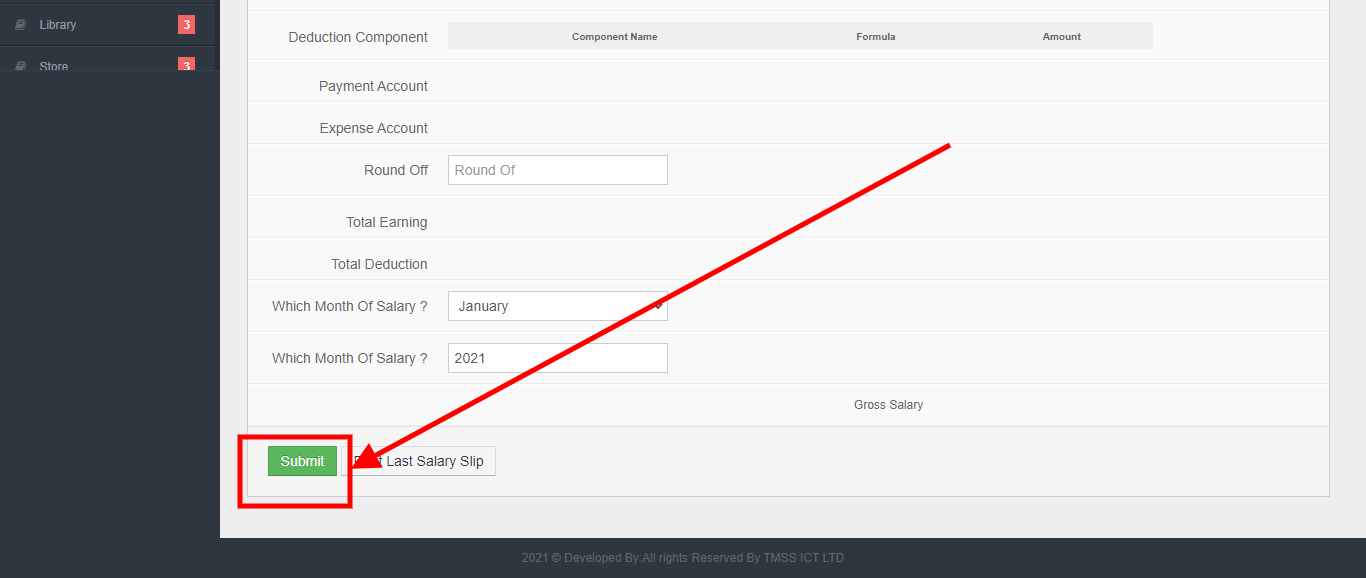 Library 3
Store 3
Deduction Component Component Name Formula Amount
Payment Account
Expense Account
Round Off Round Of
Total Earning
Total Deduction
Which Month Of Salary ? January
Which Month Of Salary ? 2021
Gross Salary
Submit Last Salary Slip
2021 © Developed By:All rights Reserved By TMSS ICT LTD